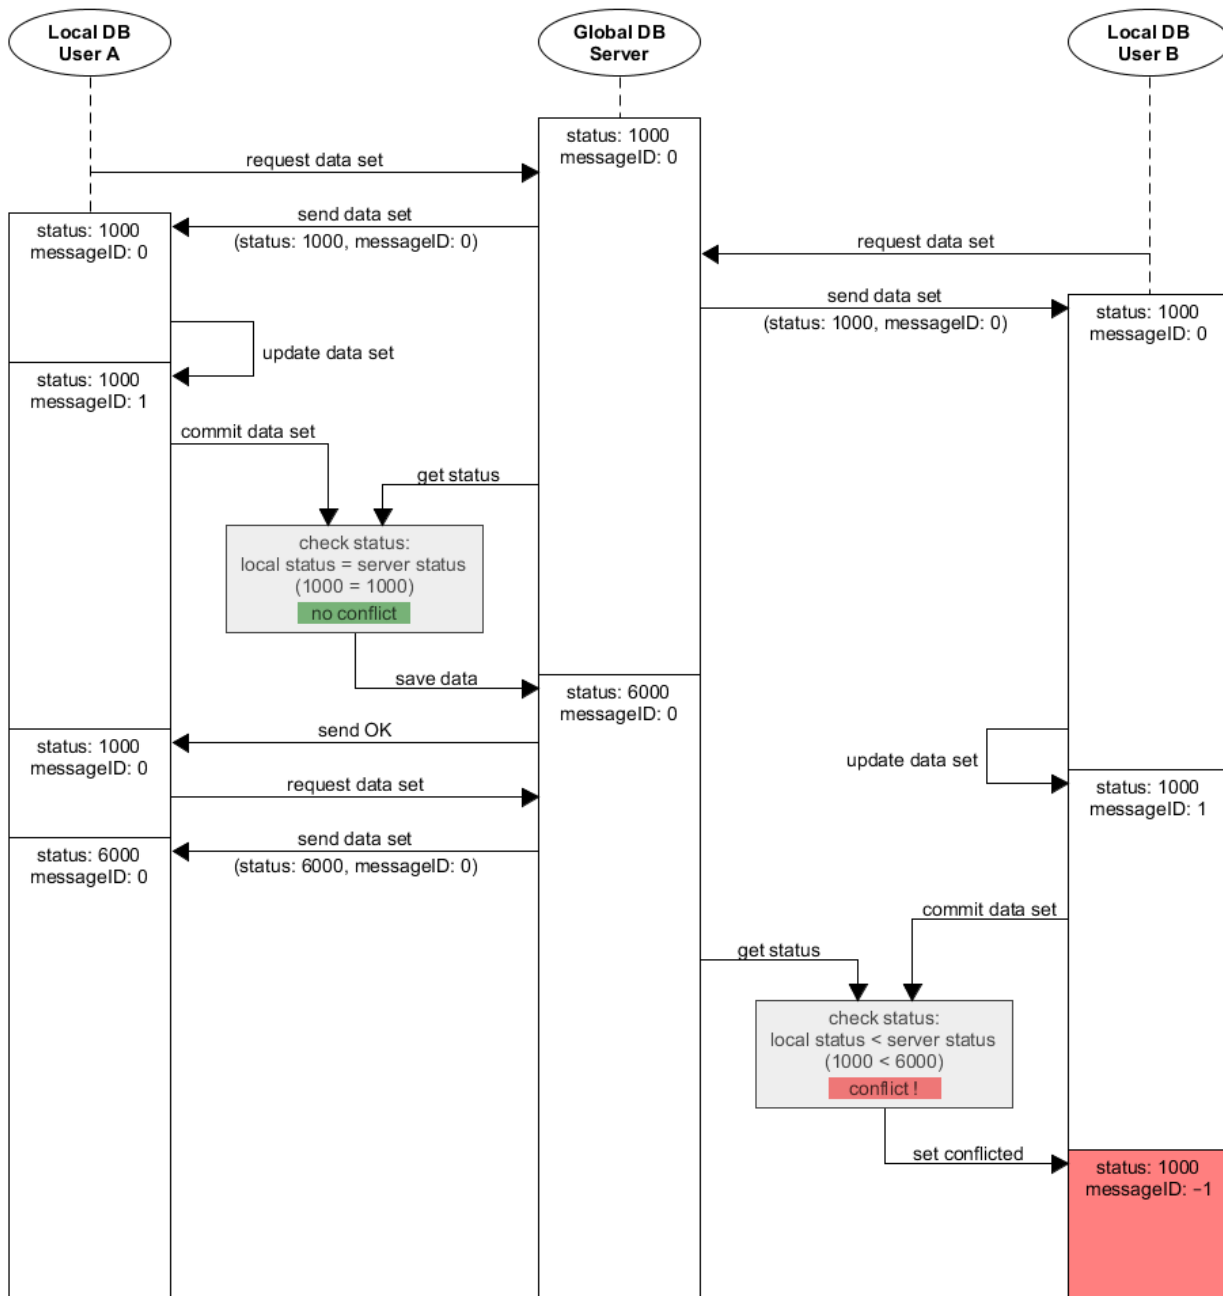 Local DB
User A
Global DB
Server
Local DB
User B
status: 1000
messageID: 0
request data set
send data set
(status: 1000, messageID: 0)
status: 1000
messageID: 0
request data set
send data set
(status: 1000, messageID: 0)
status: 1000
messageID: 0
update data set
status: 1000
messageID: 1
commit data set
get status
check status:
local status = server status
(1000 = 1000)
no conflict
save data
status: 6000
messageID: 0
send OK
status: 1000
messageID: 0
update data set
status: 1000
messageID: 1
request data set
send data set
(status: 6000, messageID: 0)
status: 6000
messageID: 0
commit data set
get status
check status:
local status < server status
(1000 < 6000)
conflict !
set conflicted
status: 1000
messageID: −1